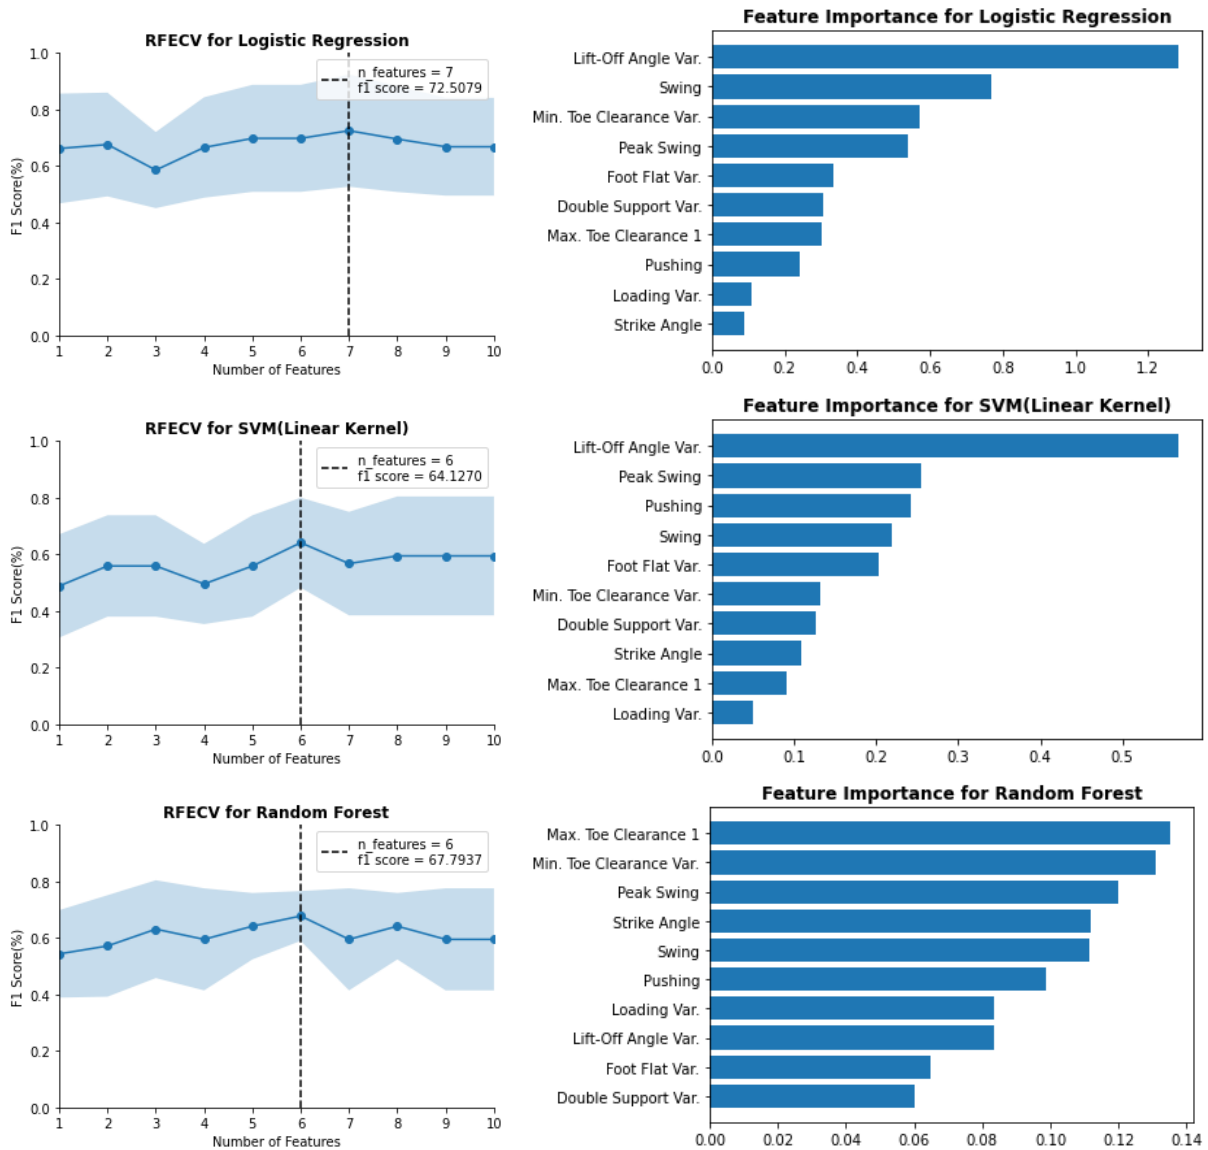 RFECV for Logistic Regression
n_features = 7
f1 score = 72.5079
F1 Score(%)
1.0
0.8
0.6
0.4
0.2
0.0
1 2 3 4 5 6 7 8 9 10
Number of Features
Feature Importance for Logistic Regression
Lift-Off Angle Var.
Swing
Min. Toe Clearance Var.
Peak Swing
Foot Flat Var.
Double Support Var.
Max. Toe Clearance 1
Pushing
Loading Var.
Strike Angle
0.0 0.2 0.4 0.6 0.8 1.0 1.2
RFECV for SVM(Linear Kernel)
n_features = 6
f1 score = 64.1270
F1 Score(%)
1.0
0.8
0.6
0.4
0.2
0.0
1 2 3 4 5 6 7 8 9 10
Number of Features
Feature Importance for SVM(Linear Kernel)
Lift-Off Angle Var.
Peak Swing
Pushing
Swing
Foot Flat Var.
Min. Toe Clearance Var.
Double Support Var.
Strike Angle
Max. Toe Clearance 1
Loading Var.
0.0 0.1 0.2 0.3 0.4 0.5
RFECV for Random Forest
n_features = 6
f1 score = 67.7937
F1 Score(%)
1.0
0.8
0.6
0.4
0.2
0.0
1 2 3 4 5 6 7 8 9 10
Number of Features
Feature Importance for Random Forest
Max. Toe Clearance 1
Min. Toe Clearance Var.
Peak Swing
Strike Angle
Swing
Pushing
Loading Var.
Lift-Off Angle Var.
Foot Flat Var.
Double Support Var.
0.00 0.02 0.04 0.06 0.08 0.10 0.12 0.14